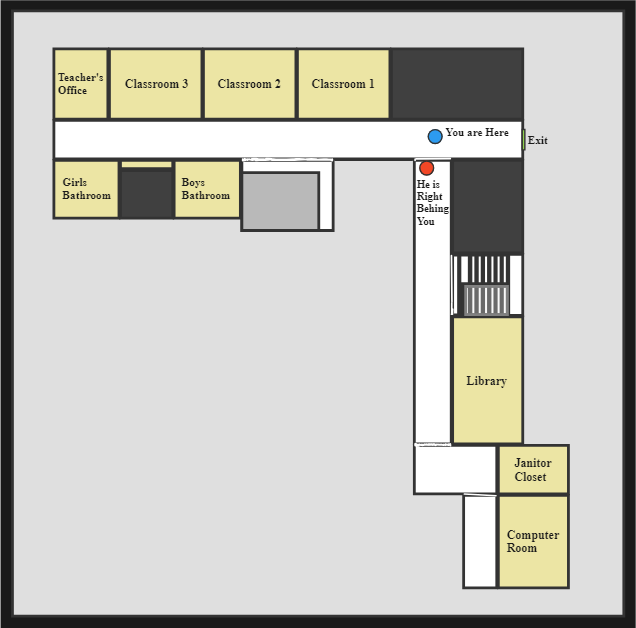 Teacher's
Office
Classroom 3
Classroom 2
Classroom 1
You are Here
Exit
Girls
Bathroom
Boys
Bathroom
He is
Right
Behing
You
Library
Janitor
Closet
Computer
Room